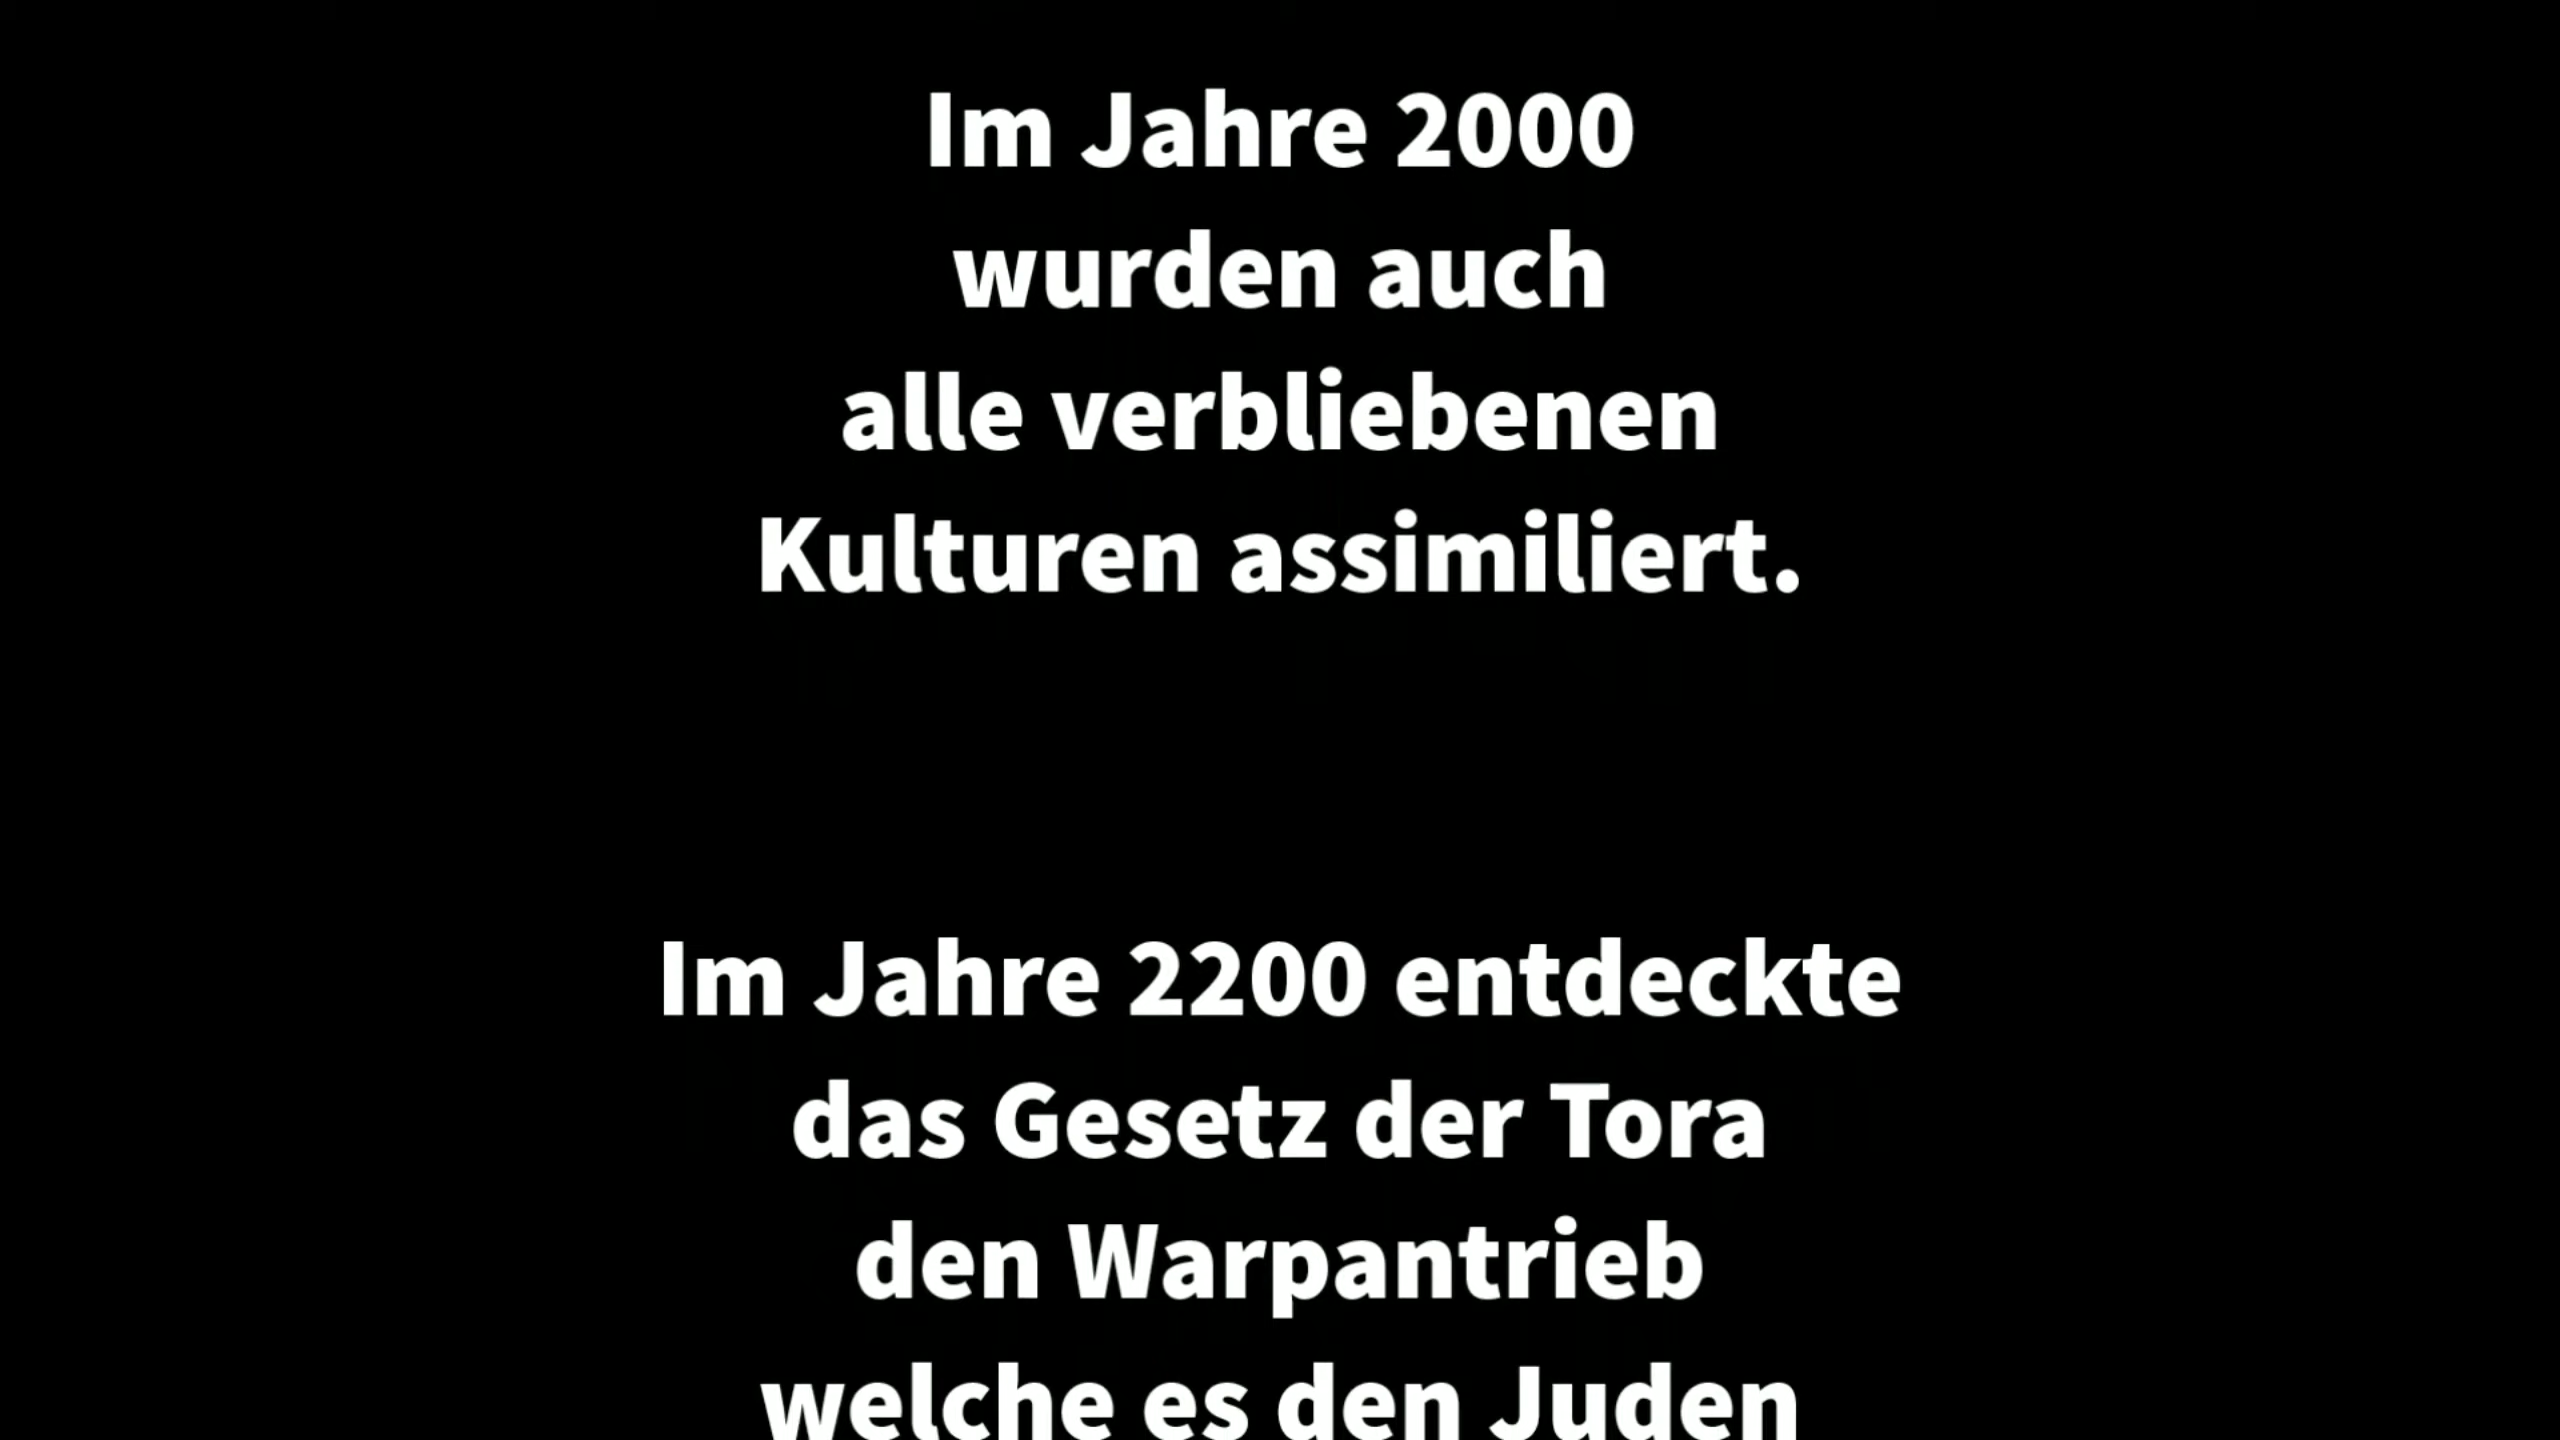 Im Jahre 2000
wurden auch
alle verbliebenen
Kulturen assimiliert.
Im Jahre 2200 entdeckte
das Gesetz der Tora
den Warpantrieb
welche es den Juden